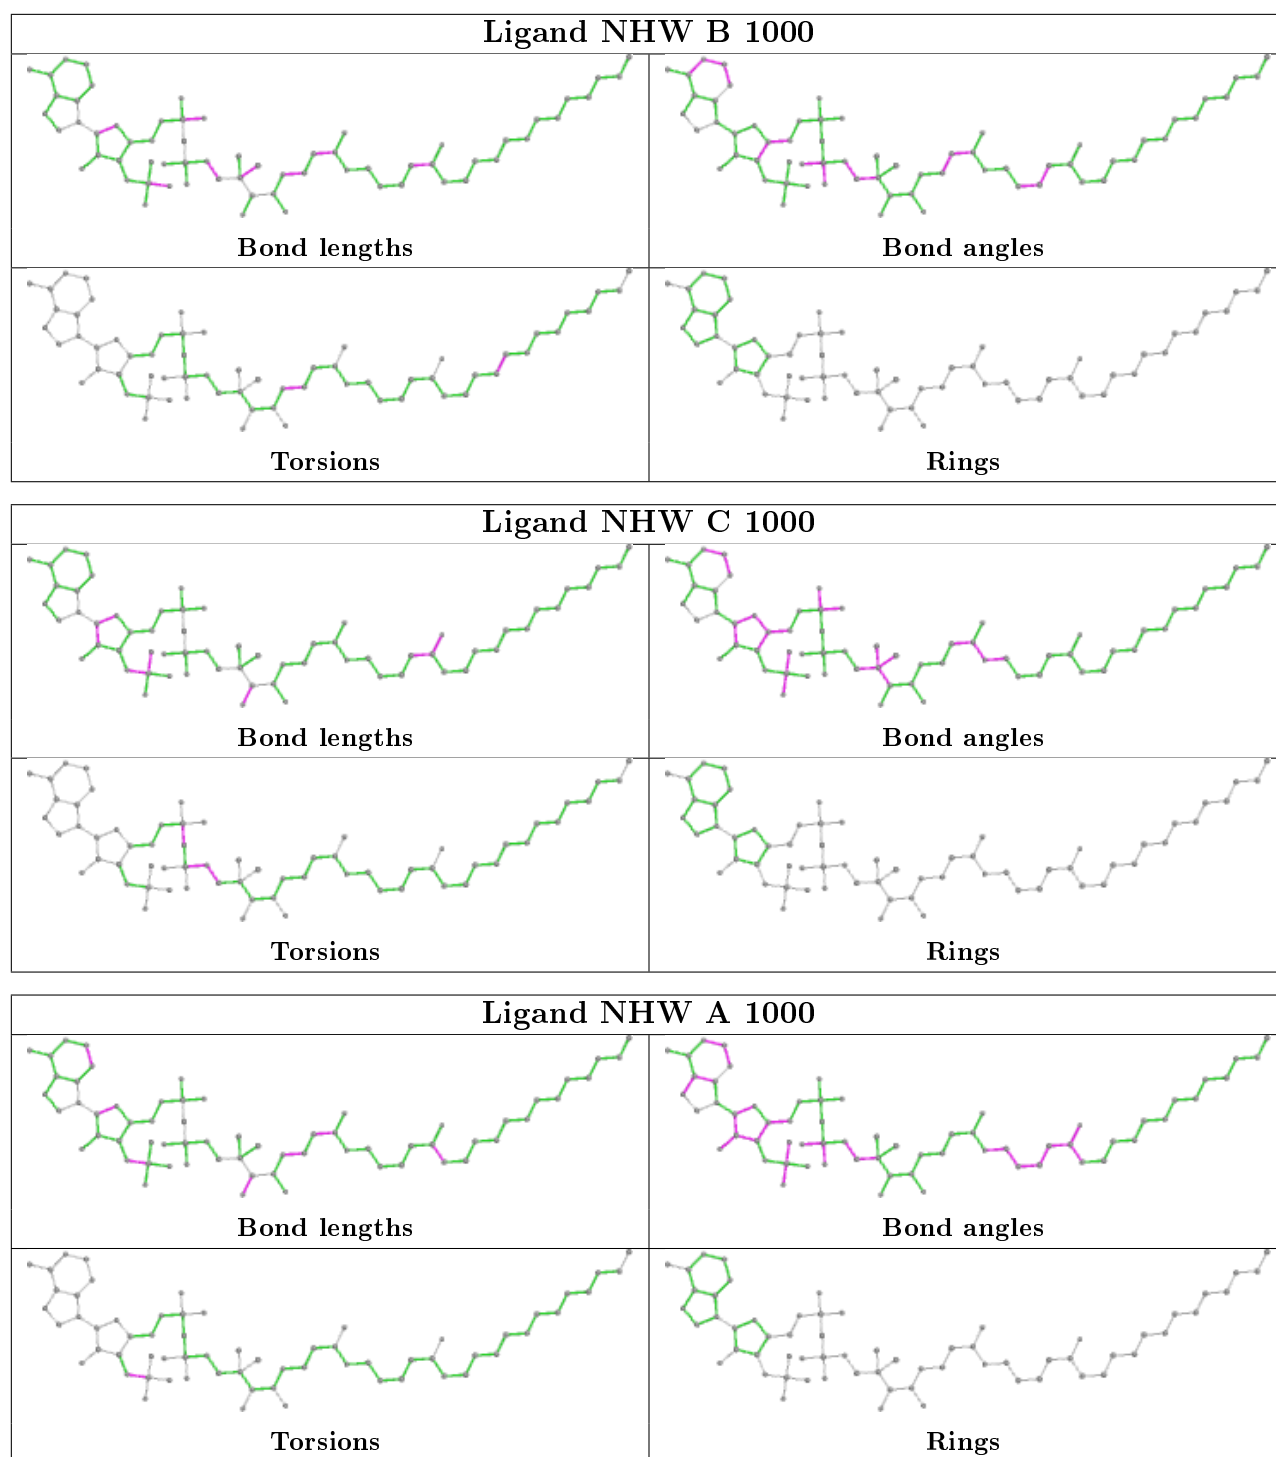 Ligand NHW B 1000
Bond lengths
Bond angles
Torsions
Rings
Ligand NHW C 1000
Bond lengths
Bond angles
Torsions
Rings
Ligand NHW A 1000
Bond lengths
Bond angles
Torsions
Rings